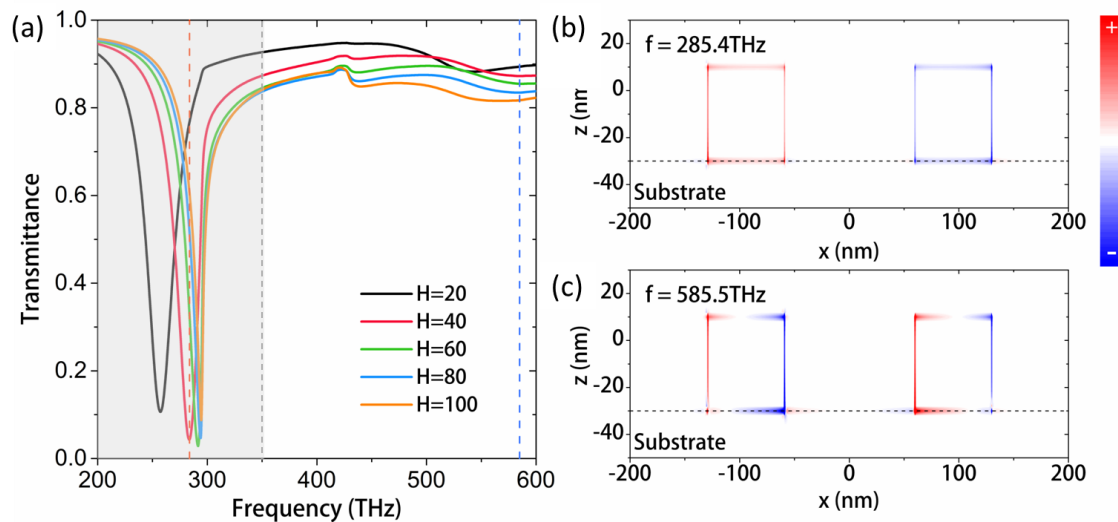 (a)
1.0
0.8
0.6
0.4
0.2
0.0
Transmittance
200 300 400 500 600
Frequency (THz)
H=20
H=40
H=60
H=80
H=100
(b)
f = 285.4THz
20
0
-20
-40
z (nm)
Substrate
-200 -100 0 100 200
x (nm)
(c)
f = 585.5THz
20
0
-20
-40
z (nm)
Substrate
-200 -100 0 100 200
x (nm)
+
-